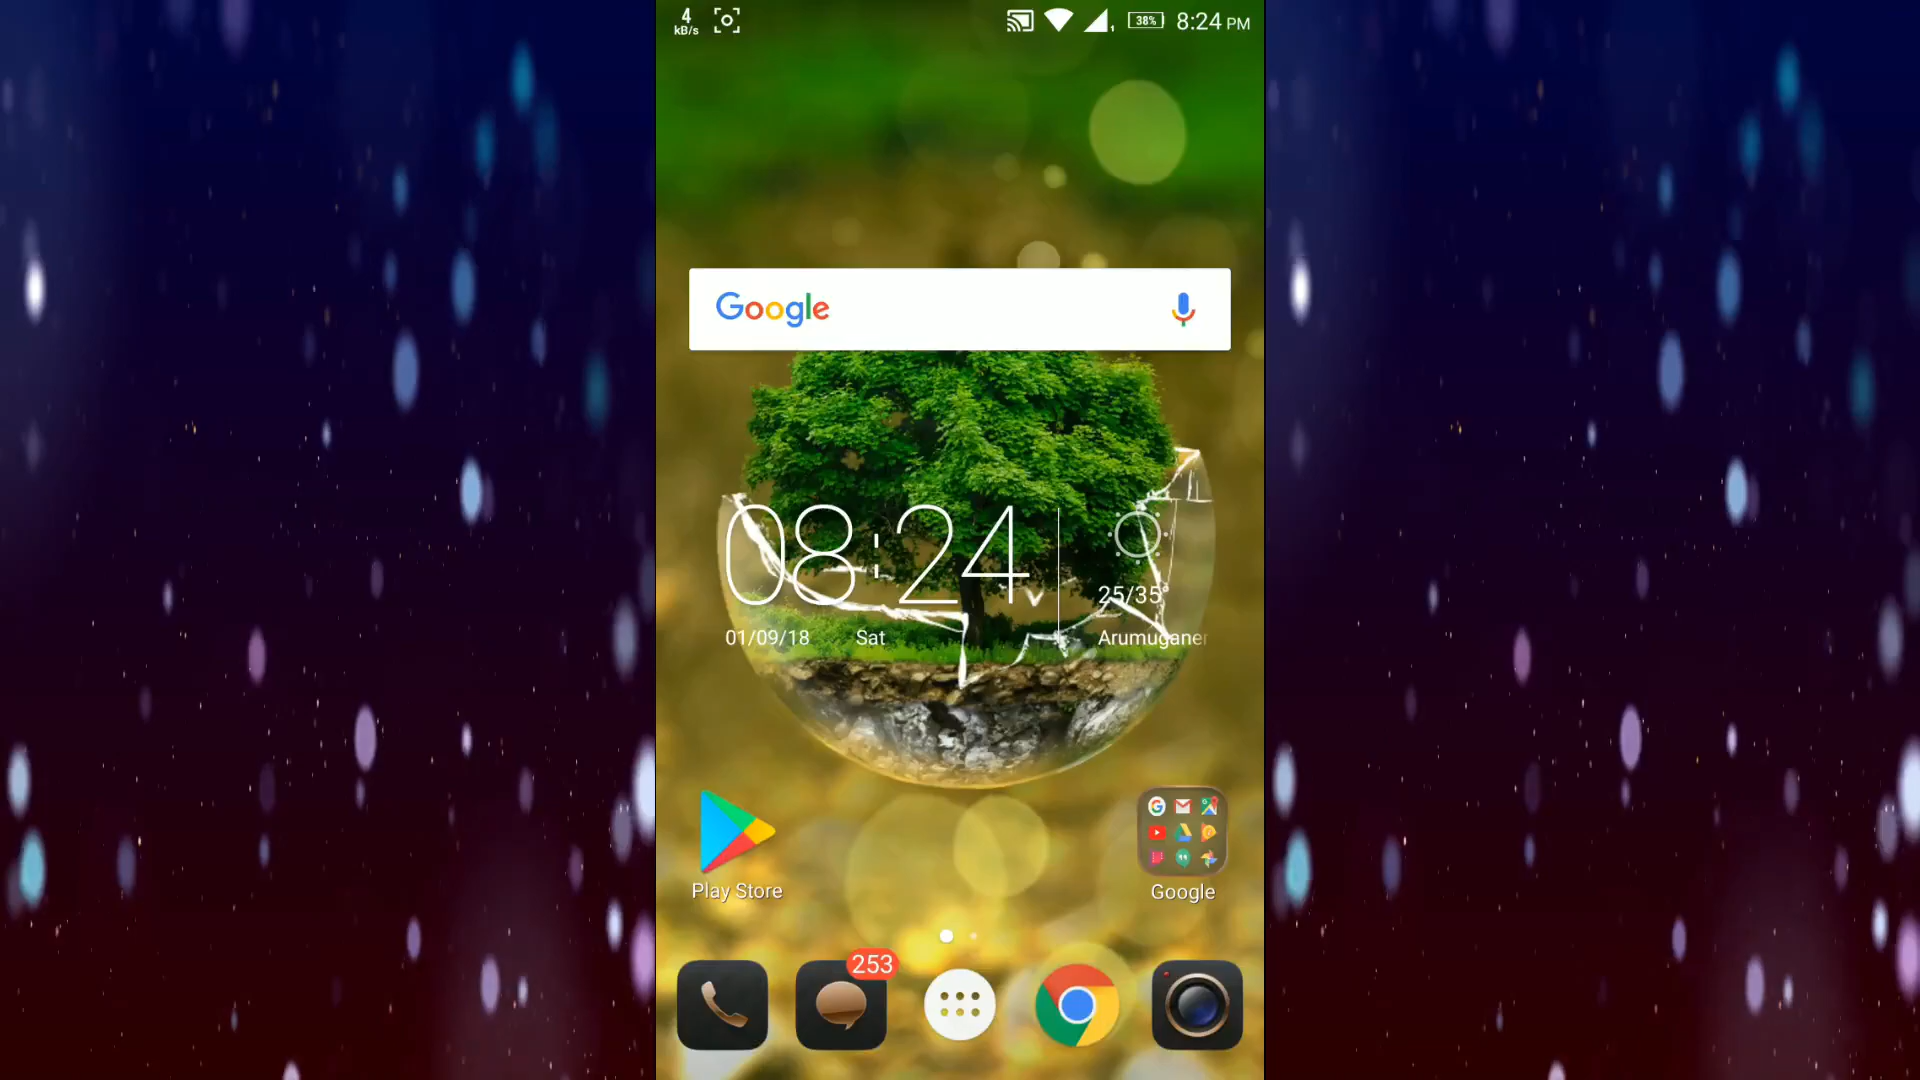 4
kB/s
1
38%
8:24 PM
Google
08:24
25/35°
01/09/18
Sat
Arumuganer
Play Store
Google
253